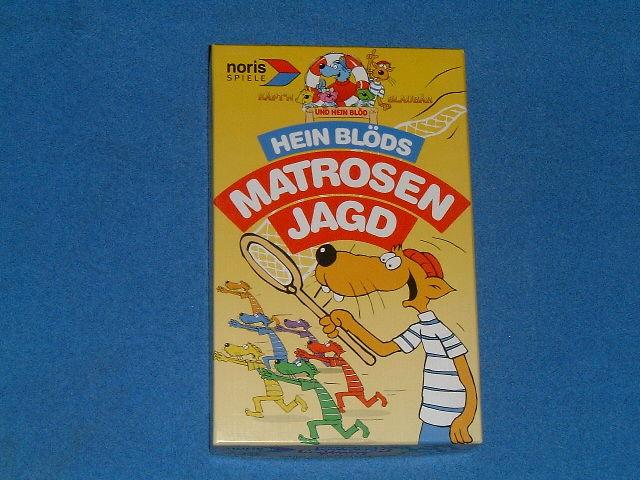 noris
SPIELE
KÄPT'N BLAUBÄR
UND HEIN BLÖD
HEIN BLÖDS
MATROSEN
JAGD